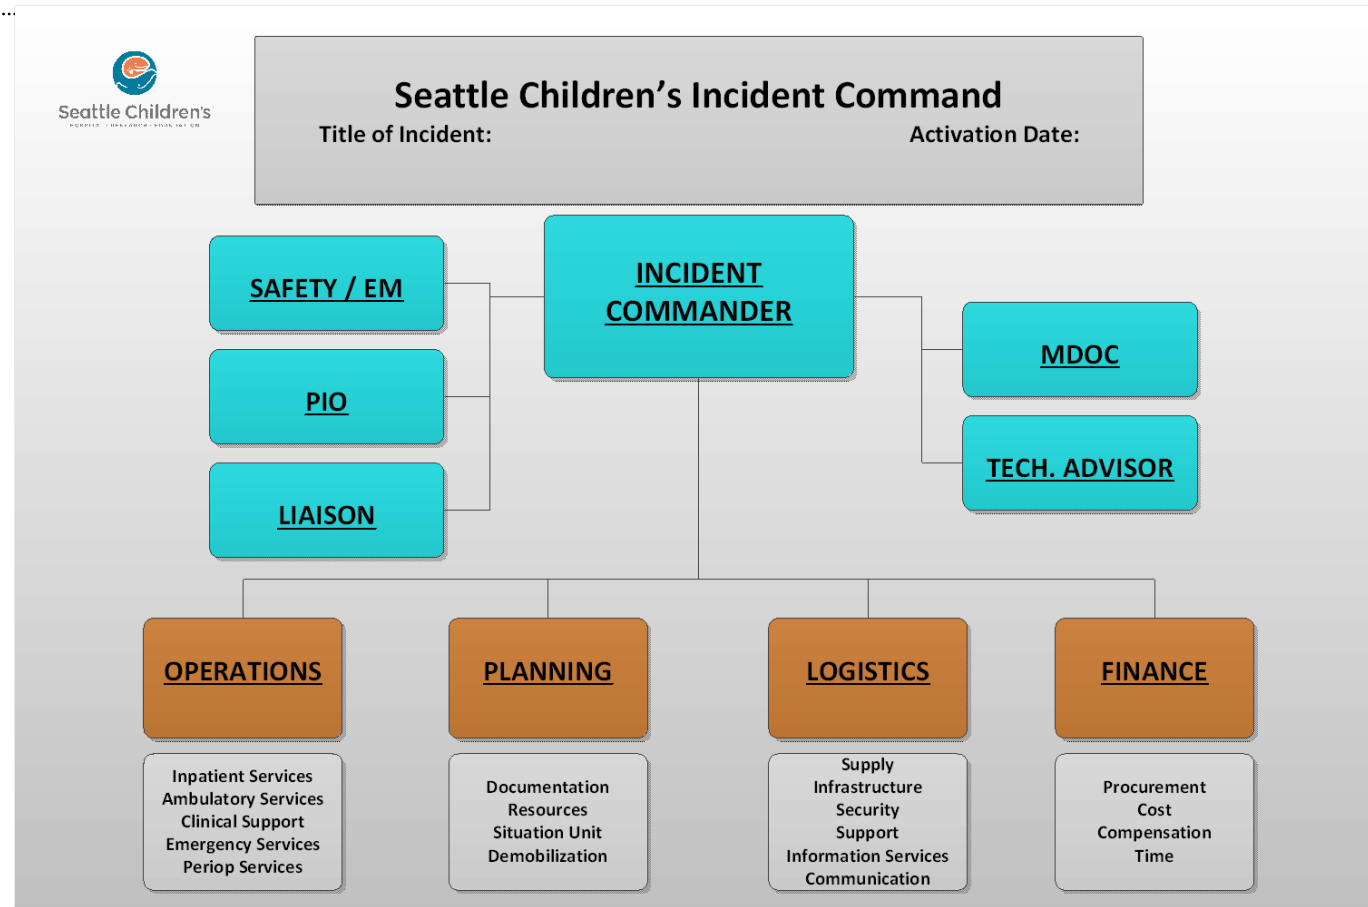 ...
Seattle Children's
Seattle Children’s Incident Command
Title of Incident: Activation Date:
INCIDENT
COMMANDER
SAFETY / EM
PIO
LIAISON
MDOC
TECH. ADVISOR
OPERATIONS
PLANNING
LOGISTICS
FINANCE
Inpatient Services
Ambulatory Services
Clinical Support
Emergency Services
Periop Services
Documentation
Resources
Situation Unit
Demobilization
Supply
Infrastructure
Security
Support
Information Services
Communication
Procurement
Cost
Compensation
Time